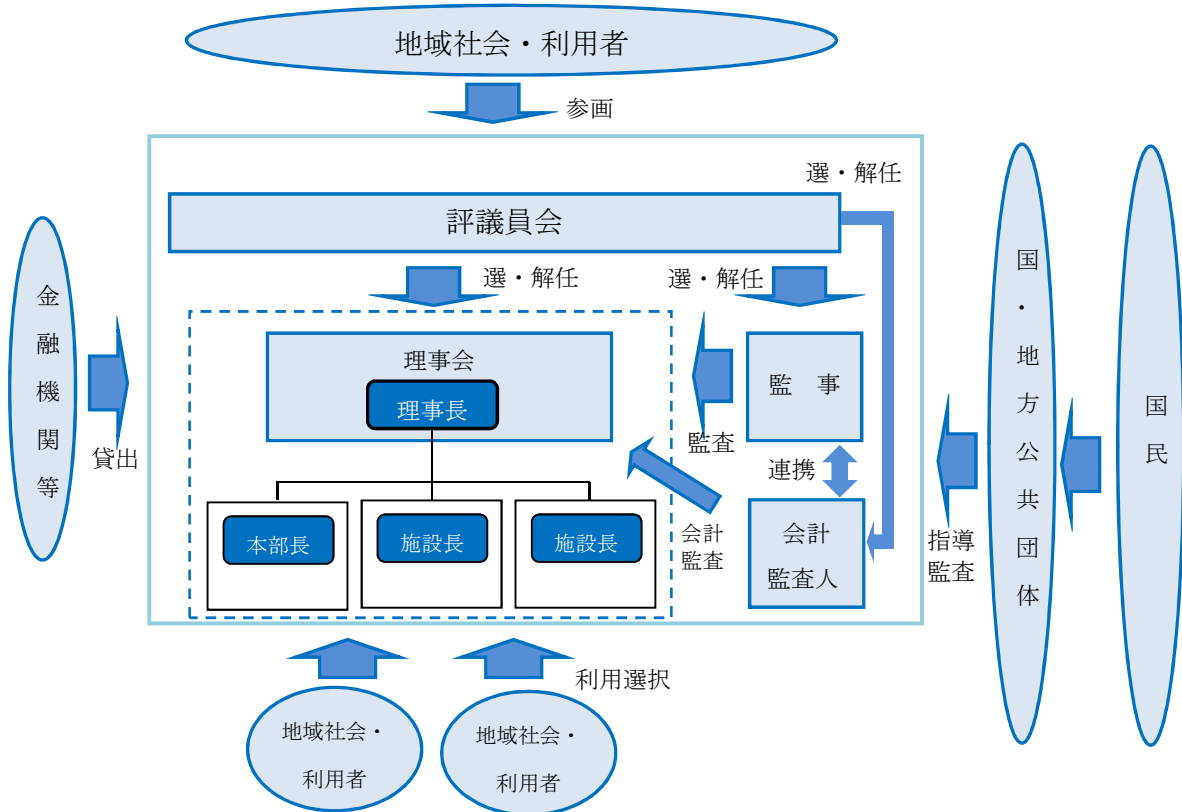 地域社会・利用者
参画
選・解任
評議員会
選・解任
選・解任
金融機関等
貸出
理事会
理事長
監　事
監査
連携
本部長
施設長
施設長
会計
監査
会計
監査人
指導
監査
国・地方公共団体
国民
利用選択
地域社会・
利用者
地域社会・
利用者